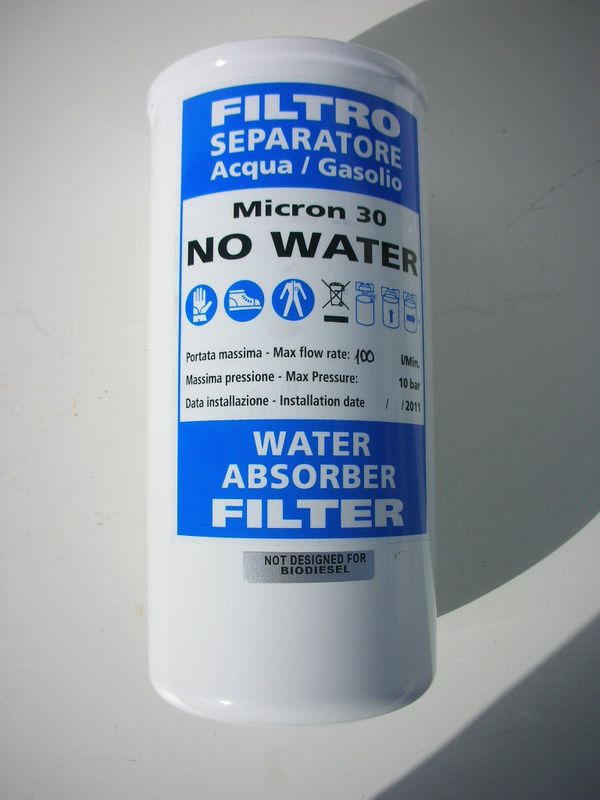 FILTRO
SEPARATORE
Acqua / Gasolio
Micron 30
NO WATER
Portata massima - Max flow rate: 100 l/Min.
Massima pressione - Max Pressure: 10 bar
Data installazione - Installation date / / 2011
WATER
ABSORBER
FILTER
NOT DESIGNED FOR
BIODIESEL